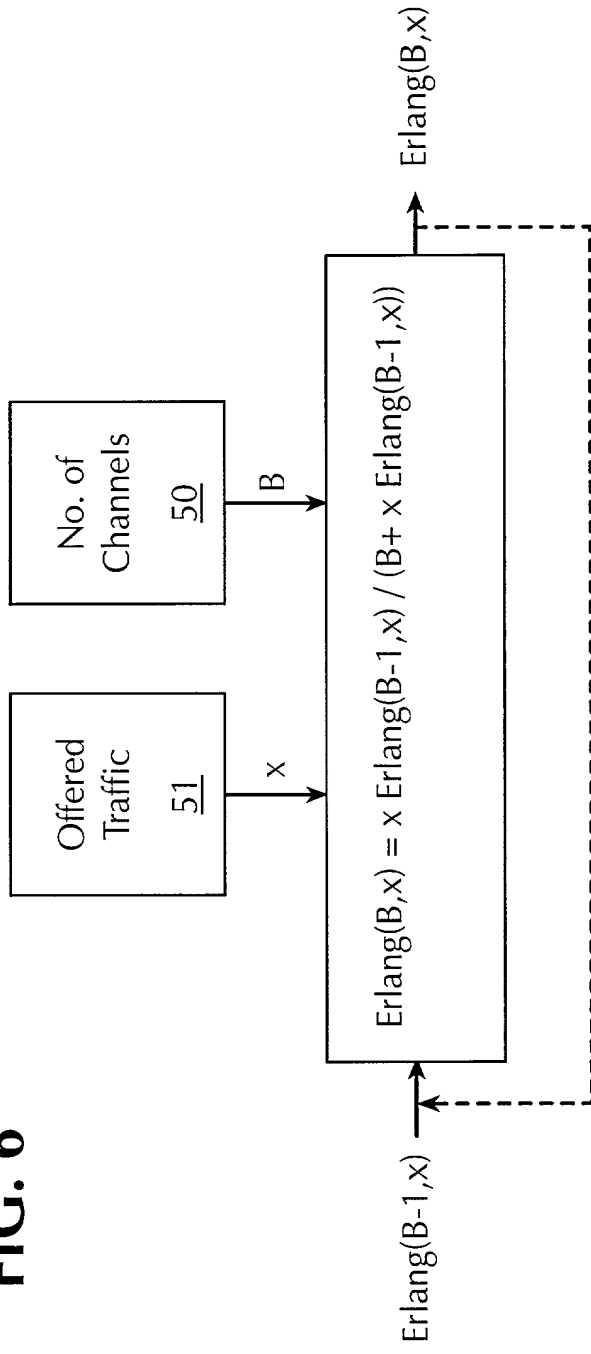 FIG. 6
Offered
Traffic
51
No. of
Channels
50
x
B
Erlang(B-1,x)
Erlang(B,x) = x Erlang(B-1,x) / (B+ x Erlang(B-1,x))
Erlang(B,x)